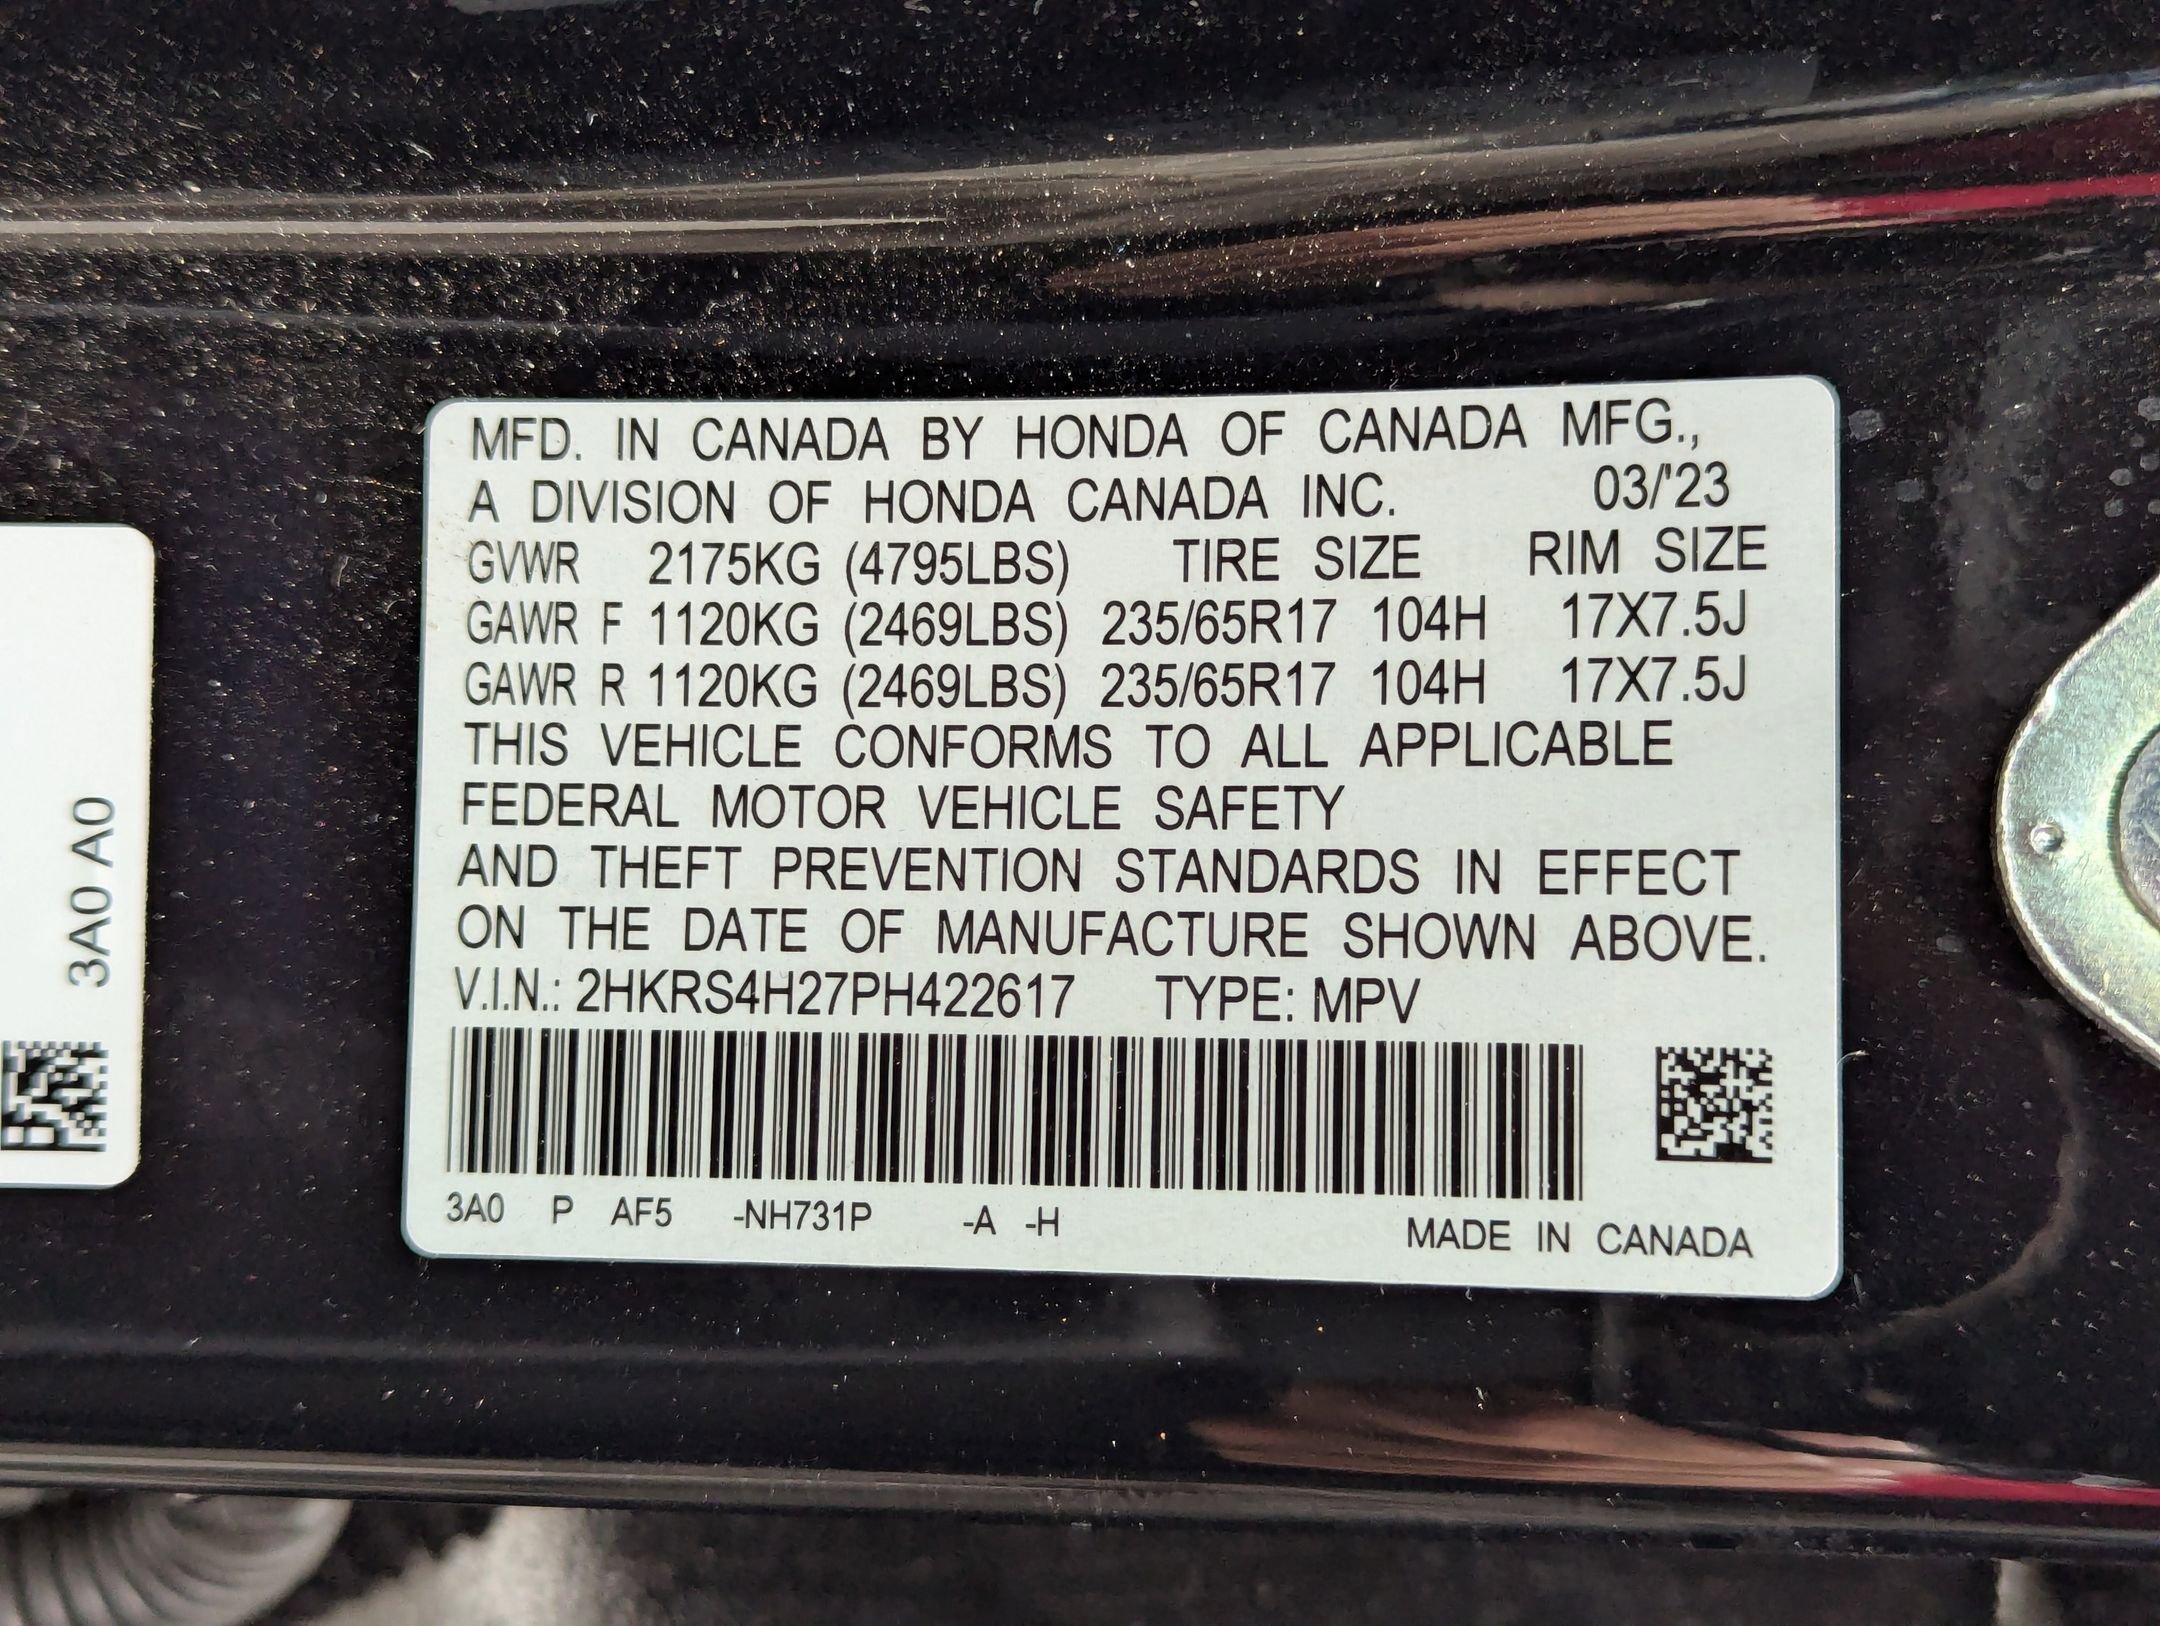 MFD. IN CANADA BY HONDA OF CANADA MFG.,
A DIVISION OF HONDA CANADA INC. 03/'23
GVWR 2175KG (4795LBS) TIRE SIZE RIM SIZE
GAWR F 1120KG (2469LBS) 235/65R17 104H 17X7.5J
GAWR R 1120KG (2469LBS) 235/65R17 104H 17X7.5J
THIS VEHICLE CONFORMS TO ALL APPLICABLE
FEDERAL MOTOR VEHICLE SAFETY
AND THEFT PREVENTION STANDARDS IN EFFECT
ON THE DATE OF MANUFACTURE SHOWN ABOVE.
V.I.N.: 2HKRS4H27PH422617 TYPE: MPV
3A0 P AF5 -NH731P -A -H MADE IN CANADA
3A0 A0